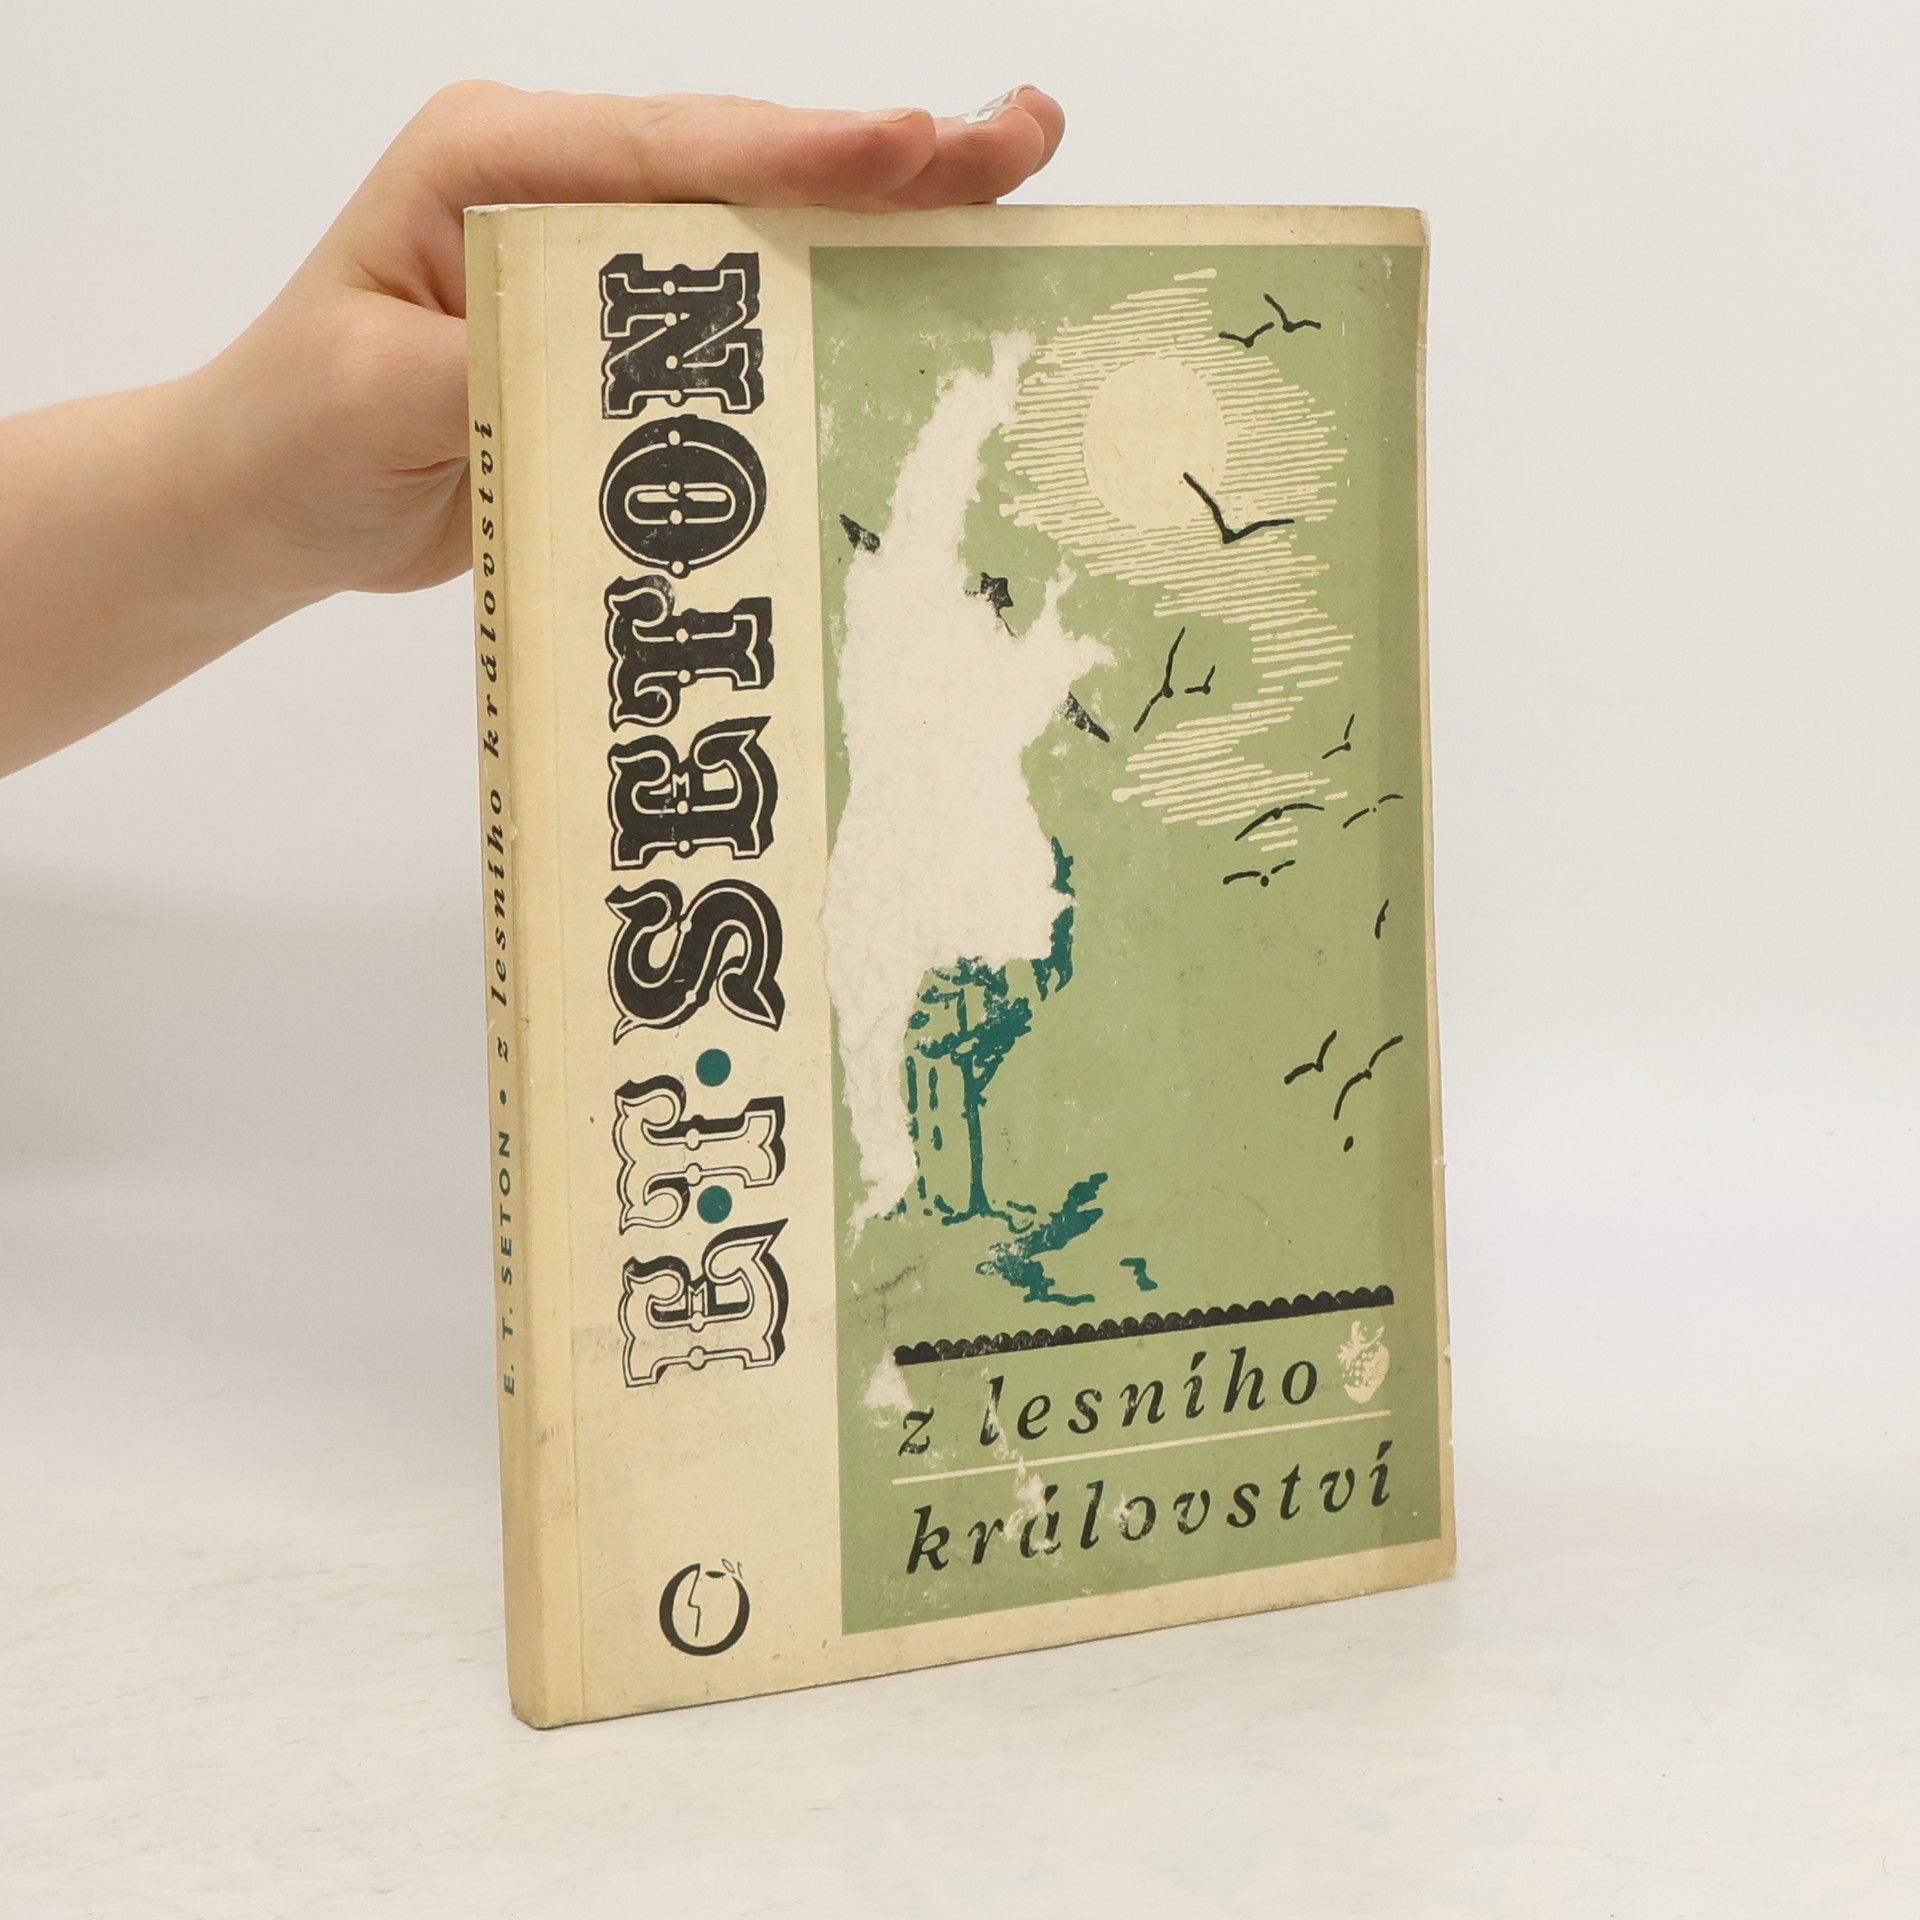 E. T. SETON • z lesního království
E·T·SETON
z lesního
království